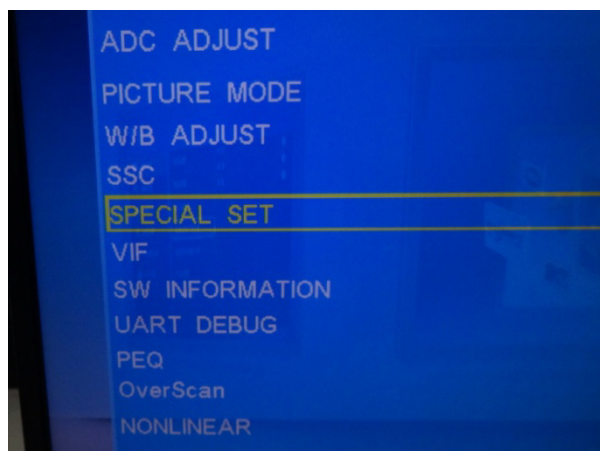 ADC ADJUST
PICTURE MODE
W/B ADJUST
SSC
SPECIAL SET
VIF
SW INFORMATION
UART DEBUG
PEQ
OverScan
NONLINEAR